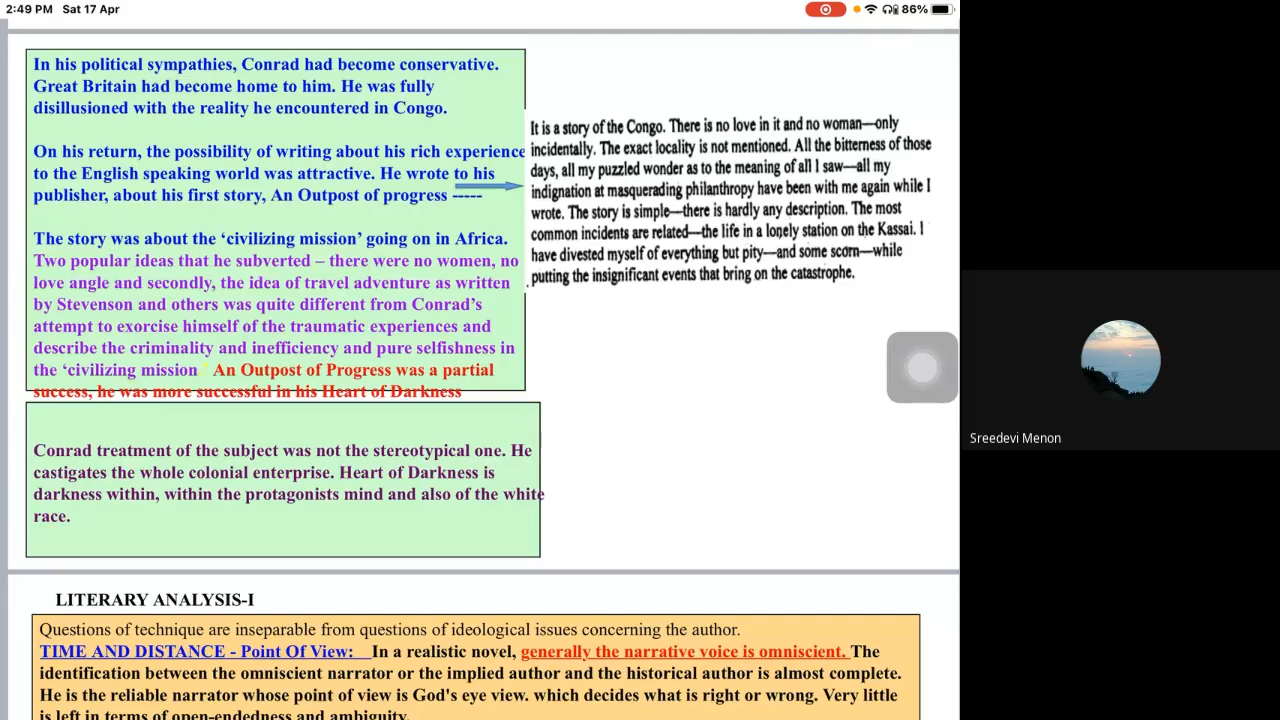 2:49 PM Sat 17 Apr
86%
In his political sympathies, Conrad had become conservative.
Great Britain had become home to him. He was fully
disillusioned with the reality he encountered in Congo.
On his return, the possibility of writing about his rich experience
to the English speaking world was attractive. He wrote to his
publisher, about his first story, An Outpost of progress -----
The story was about the ‘civilizing mission’ going on in Africa.
Two popular ideas that he subverted – there were no women, no
love angle and secondly, the idea of travel adventure as written
by Stevenson and others was quite different from Conrad’s
attempt to exorcise himself of the traumatic experiences and
describe the criminality and inefficiency and pure selfishness in
the ‘civilizing mission ’ An Outpost of Progress was a partial
success, he was more successful in his Heart of Darkness
It is a story of the Congo. There is no love in it and no woman—only
incidentally. The exact locality is not mentioned. All the bitterness of those
days, all my puzzled wonder as to the meaning of all I saw—all my
indignation at masquerading philanthropy have been with me again while I
wrote. The story is simple—there is hardly any description. The most
common incidents are related—the life in a lonely station on the Kassai. I
have divested myself of everything but pity—and some scorn—while
putting the insignificant events that bring on the catastrophe.
Conrad treatment of the subject was not the stereotypical one. He
castigates the whole colonial enterprise. Heart of Darkness is
darkness within, within the protagonists mind and also of the white
race.
LITERARY ANALYSIS-I
Questions of technique are inseparable from questions of ideological issues concerning the author.
TIME AND DISTANCE - Point Of View: In a realistic novel, generally the narrative voice is omniscient. The
identification between the omniscient narrator or the implied author and the historical author is almost complete.
He is the reliable narrator whose point of view is God's eye view. which decides what is right or wrong. Very little
is left in terms of open-endedness and ambiguity.
Sreedevi Menon